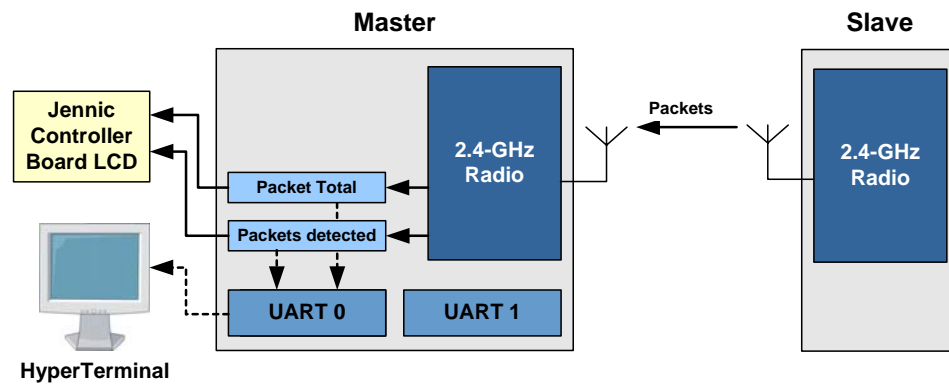 Master
Slave
Jennic
Controller
Board LCD
Packet Total
Packets detected
2.4-GHz
Radio
Packets
2.4-GHz
Radio
UART 0
UART 1
HyperTerminal